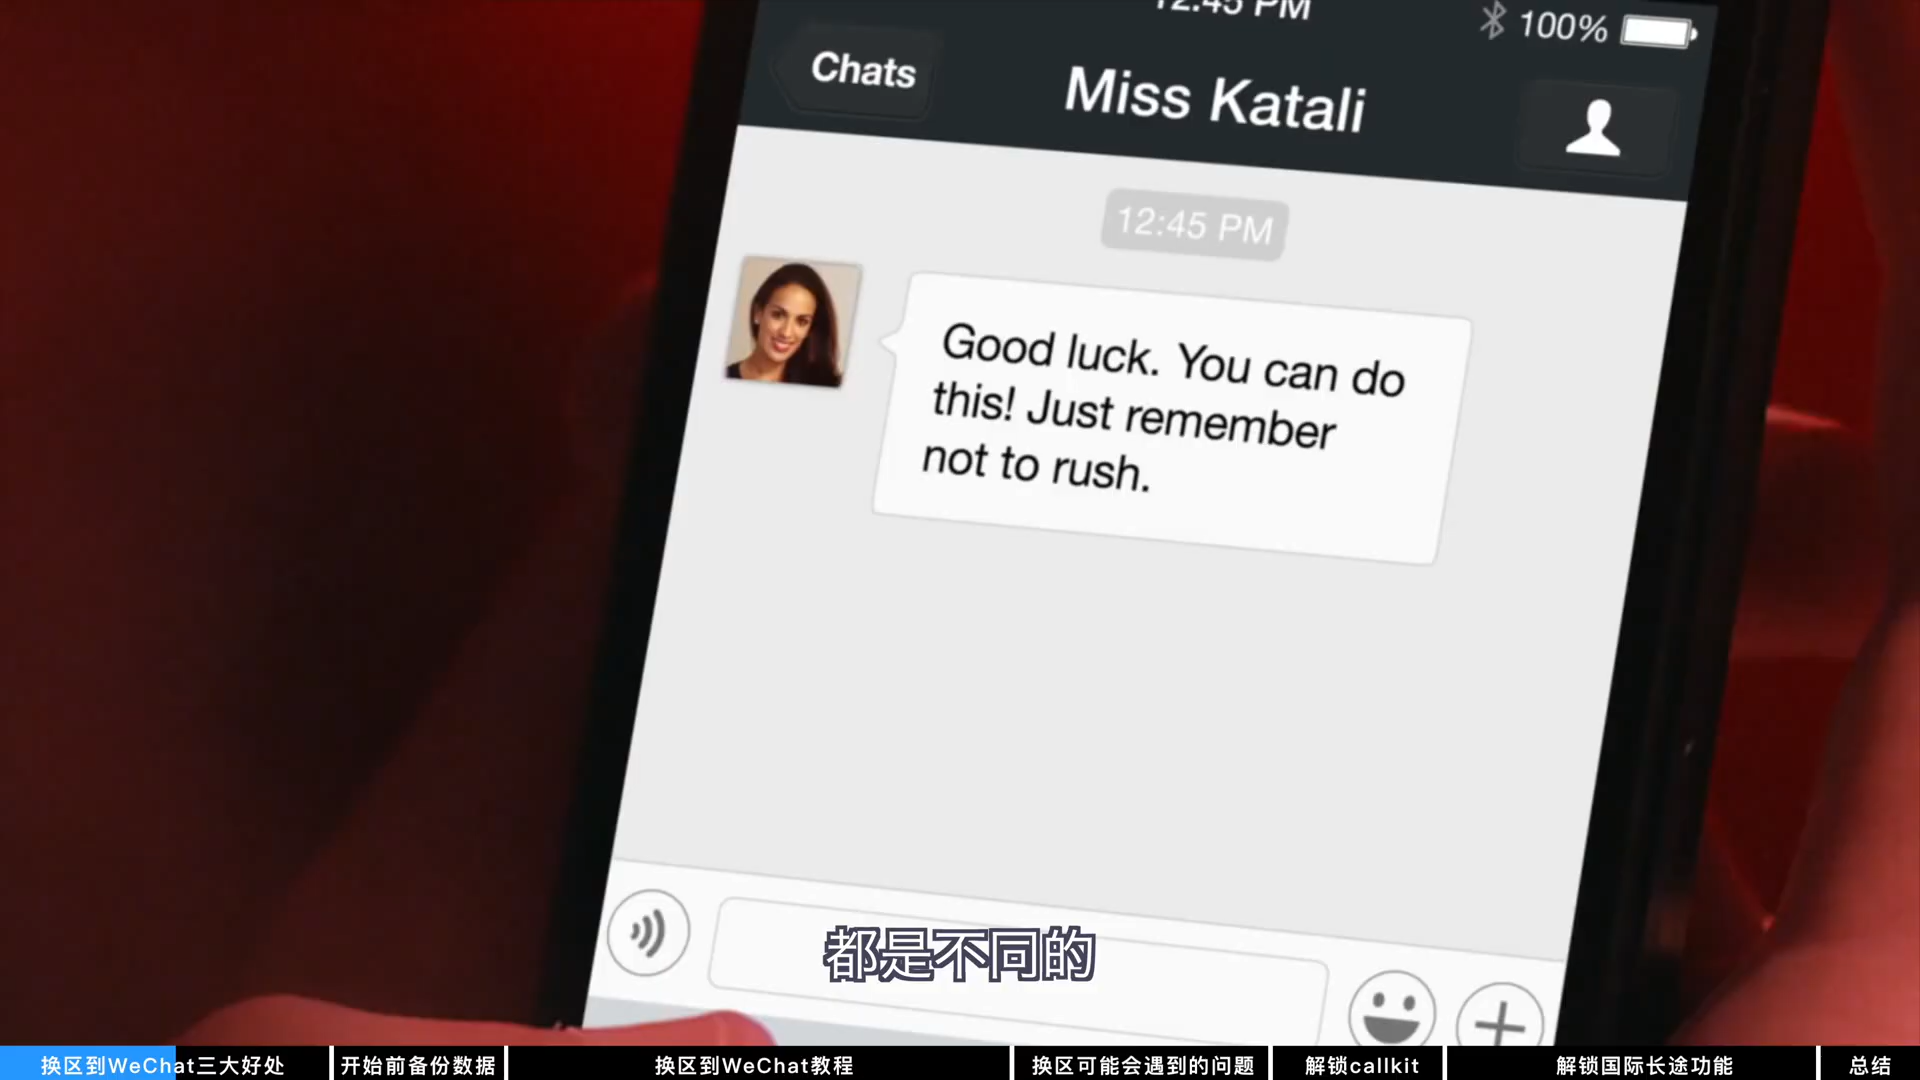 12:45 PM
100%
Chats
Miss Katali
12:45 PM
Good luck. You can do
this! Just remember
not to rush.
都是不同的
换区到WeChat三大好处
开始前备份数据
换区到WeChat教程
换区可能会遇到的问题
解锁callkit
解锁国际长途功能
总结